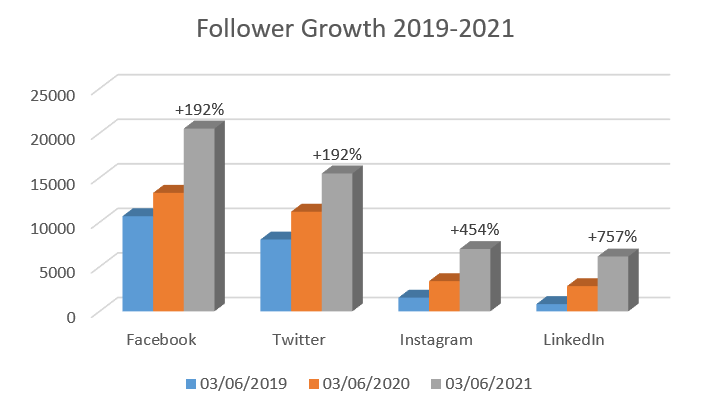 Follower Growth 2019-2021
25000
20000
15000
10000
5000
0
+192%
+192%
+454%
+757%
Facebook
Twitter
Instagram
LinkedIn
03/06/2019
03/06/2020
03/06/2021